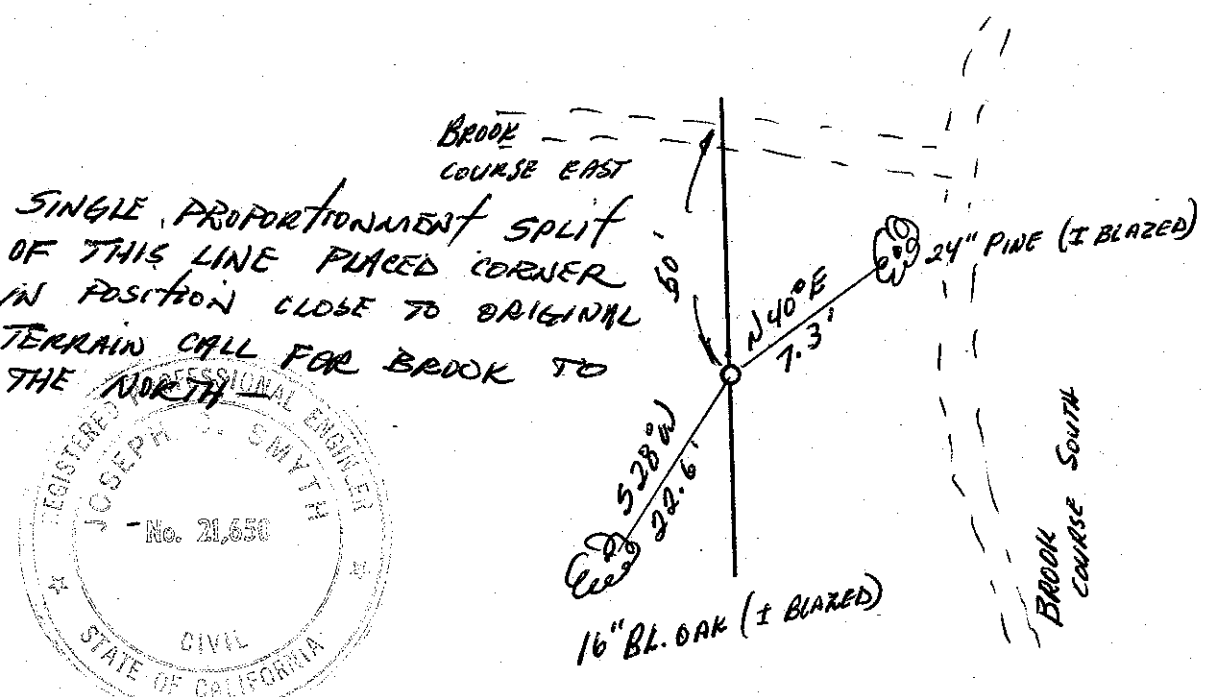 BROOK
COURSE EAST
SINGLE PROPORTIONMENT SPLIT
OF THIS LINE PLACED CORNER
IN POSITION CLOSE TO ORIGINAL
TERRAIN CALL FOR BROOK TO
THE NORTH —
50'
N40°E
7.3'
24" PINE (I BLAZED)
S28°W
22.6'
16" BL. OAK (I BLAZED)
BROOK
COURSE SOUTH
REGISTERED PROFESSIONAL ENGINEER
JOSEPH J. SMYTH
No. 21,650
CIVIL
STATE OF CALIFORNIA